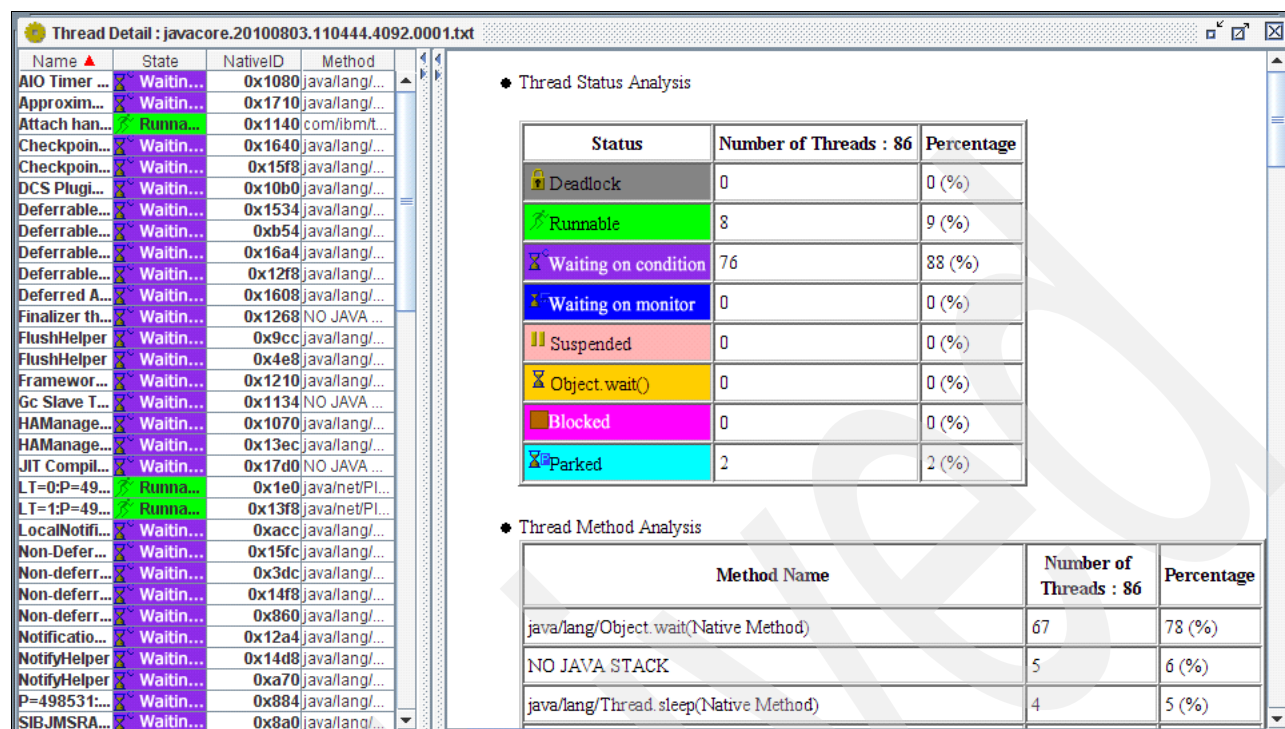 Thread Detail : javacore.20100803.110444.4092.0001.txt
Name State NativeID Method
AIO Timer ... Waitin... 0x1080 java/lang/...
Approxim... Waitin... 0x1710 java/lang/...
Attach han... Runna... 0x1140 com/ibm/t...
Checkpoin... Waitin... 0x1640 java/lang/...
Checkpoin... Waitin... 0x15f8 java/lang/...
DCS Plugi... Waitin... 0x10b0 java/lang/...
Deferrable... Waitin... 0x1534 java/lang/...
Deferrable... Waitin... 0xb54 java/lang/...
Deferrable... Waitin... 0x16a4 java/lang/...
Deferrable... Waitin... 0x12f8 java/lang/...
Deferred A... Waitin... 0x1608 java/lang/...
Finalizer th... Waitin... 0x1268 NO JAVA ...
FlushHelper Waitin... 0x9cc java/lang/...
FlushHelper Waitin... 0x4e8 java/lang/...
Framewor... Waitin... 0x1210 java/lang/...
Gc Slave T... Waitin... 0x1134 NO JAVA ...
HAManage... Waitin... 0x1070 java/lang/...
HAManage... Waitin... 0x13ec java/lang/...
JIT Compil... Waitin... 0x17d0 NO JAVA ...
LT=0:P=49... Runna... 0x1e0 java/net/Pl...
LT=1:P=49... Runna... 0x13f8 java/net/Pl...
LocalNotifi... Waitin... 0xacc java/lang/...
Non-Defer... Waitin... 0x15fc java/lang/...
Non-deferr... Waitin... 0x3dc java/lang/...
Non-deferr... Waitin... 0x14f8 java/lang/...
Non-deferr... Waitin... 0x860 java/lang/...
Notificatio... Waitin... 0x12a4 java/lang/...
NotifyHelper Waitin... 0x14d8 java/lang/...
NotifyHelper Waitin... 0xa70 java/lang/...
P=498531:... Waitin... 0x884 java/lang/...
SIBJMSRA... Waitin... 0x8a0 java/lang/...
Thread Status Analysis
Status Number of Threads : 86 Percentage
Deadlock 0 0 (%)
Runnable 8 9 (%)
Waiting on condition 76 88 (%)
Waiting on monitor 0 0 (%)
Suspended 0 0 (%)
Object.wait() 0 0 (%)
Blocked 0 0 (%)
Parked 2 2 (%)
Thread Method Analysis
Method Name Number of Threads : 86 Percentage
java/lang/Object.wait(Native Method) 67 78 (%)
NO JAVA STACK 5 6 (%)
java/lang/Thread.sleep(Native Method) 4 5 (%)